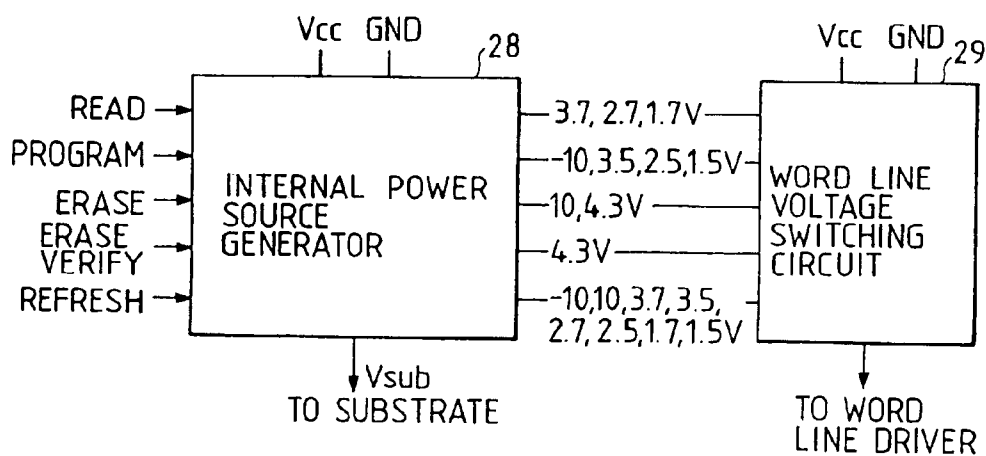 Vcc GND
28
READ
PROGRAM
ERASE
ERASE
VERIFY
REFRESH
INTERNAL POWER
SOURCE
GENERATOR
3.7, 2.7, 1.7V
-10, 3.5, 2.5, 1.5V
10, 4.3V
4.3V
-10, 10, 3.7, 3.5,
2.7, 2.5, 1.7, 1.5V
Vcc GND
29
WORD LINE
VOLTAGE
SWITCHING
CIRCUIT
Vsub
TO SUBSTRATE
TO WORD
LINE DRIVER